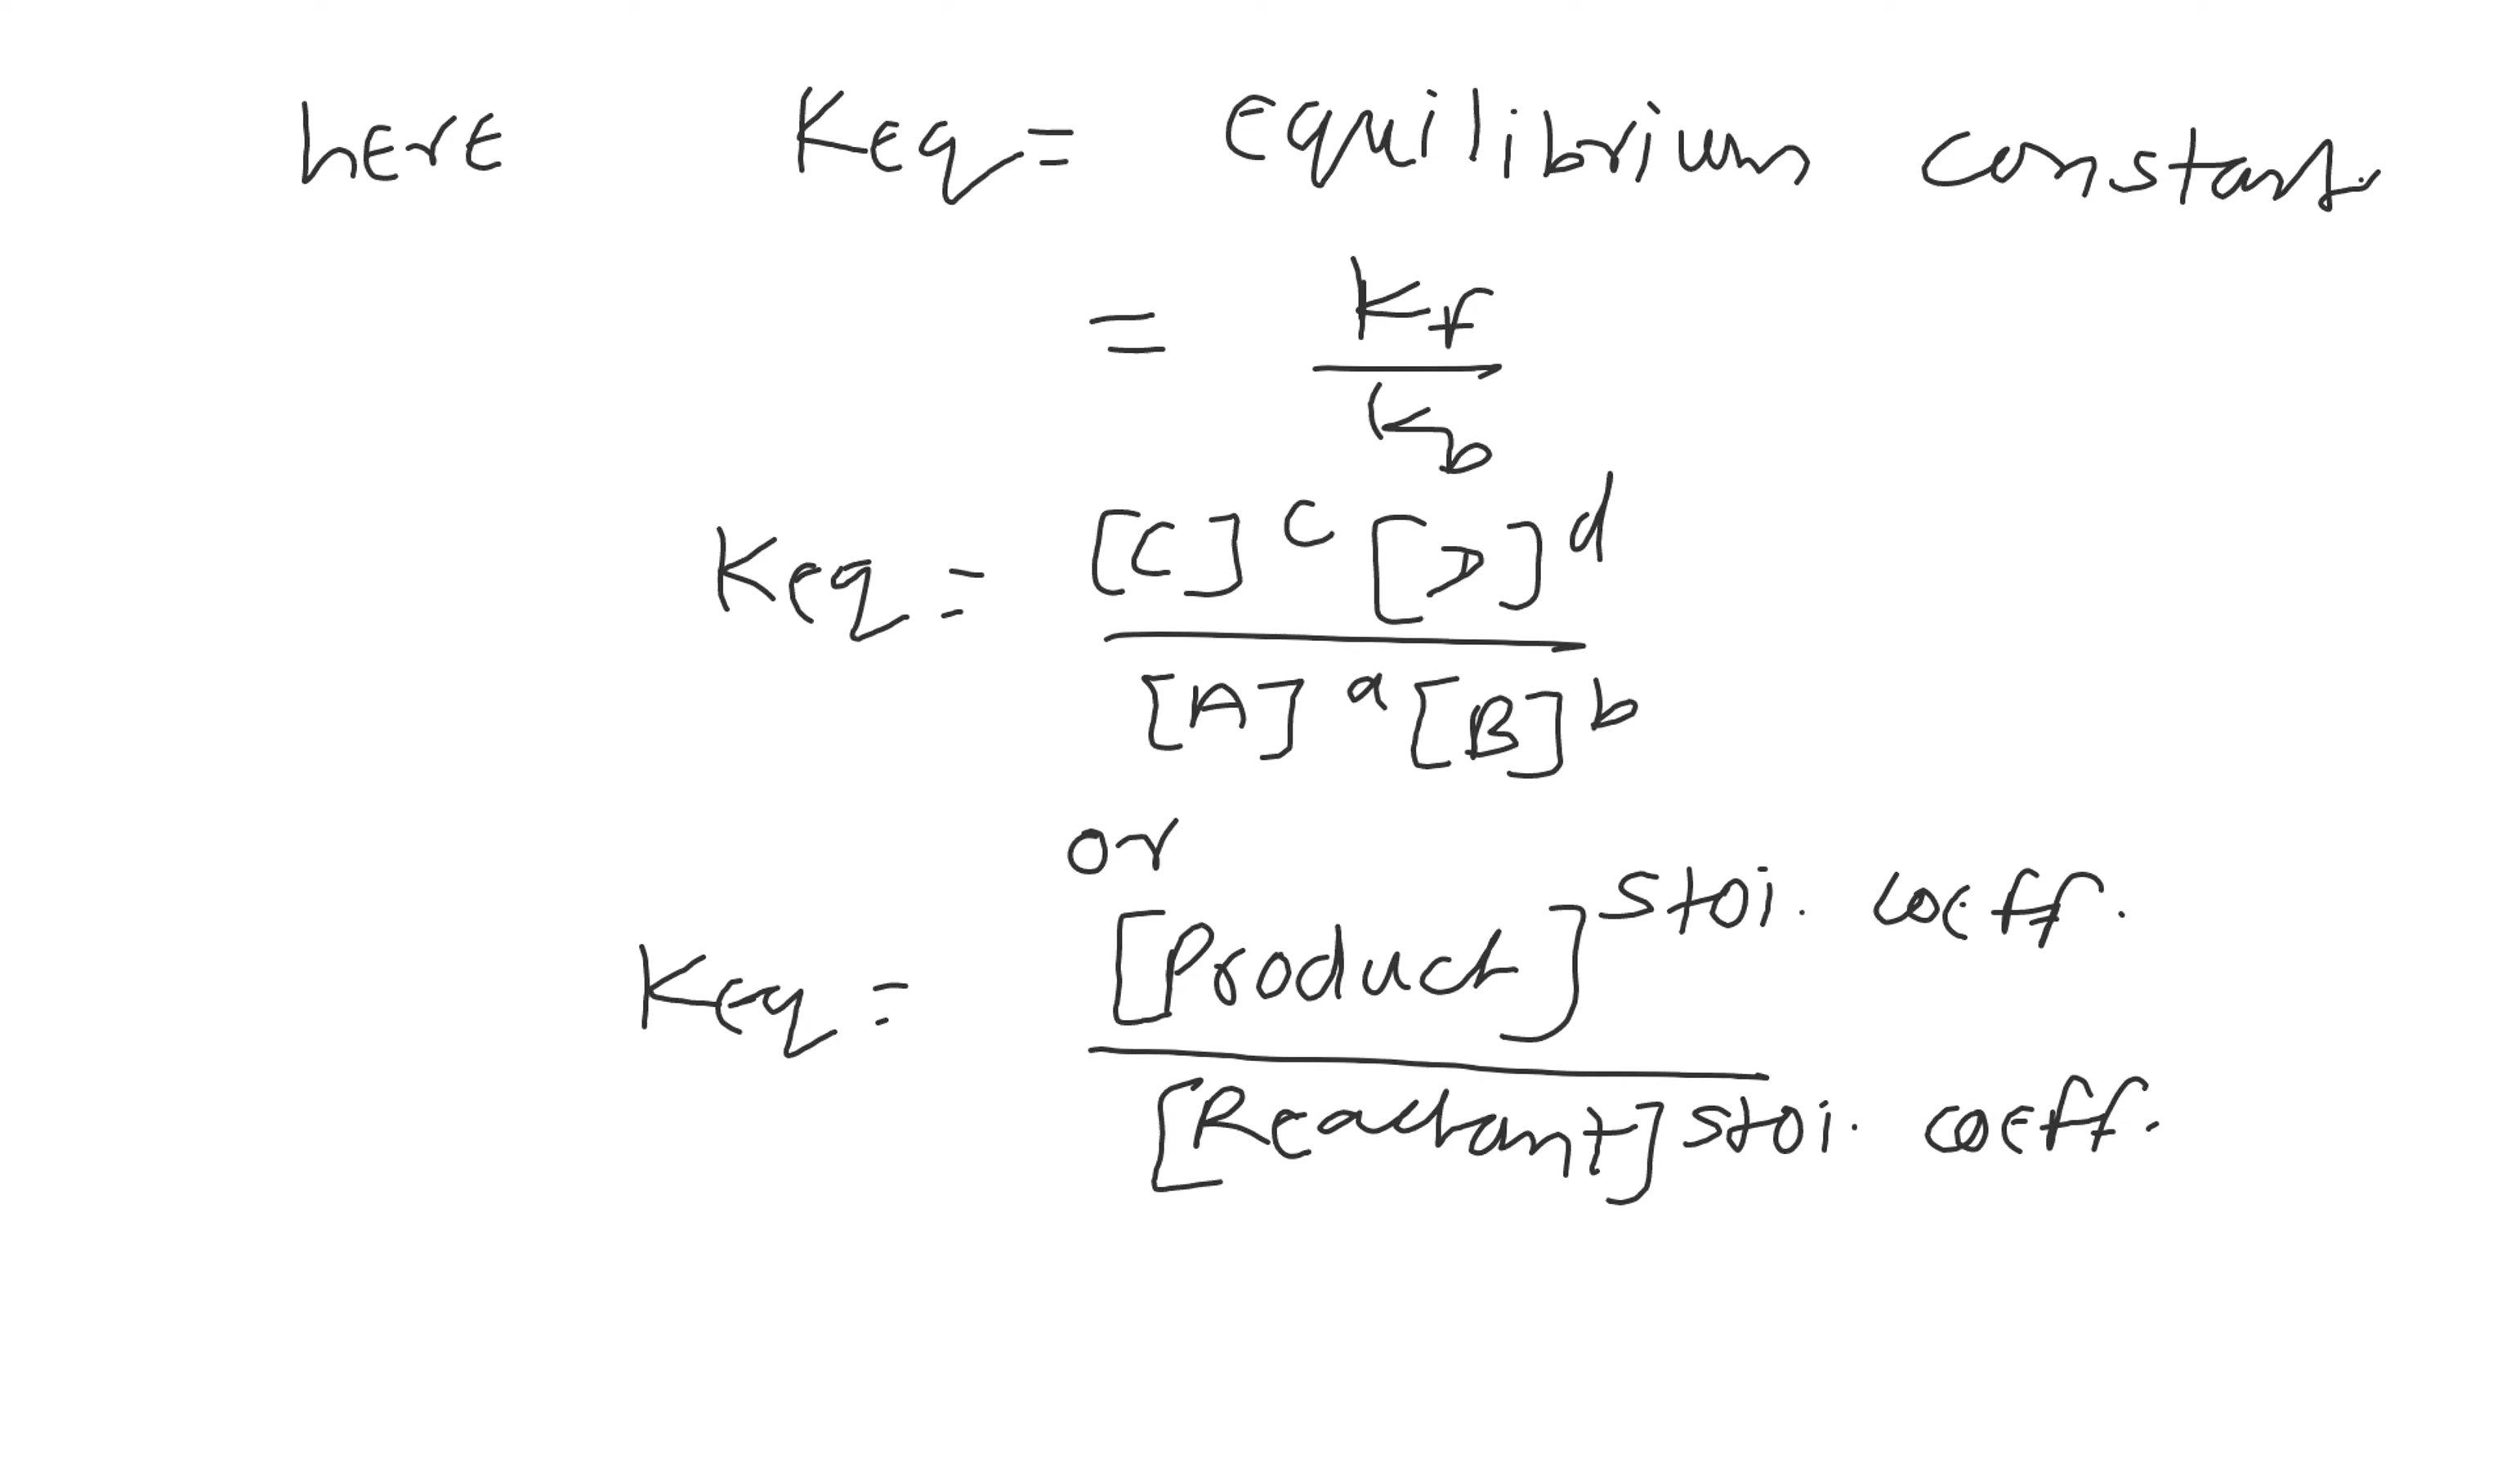 here Keq = Equilibrium constant.
= Kf / Kb
Keq = [C]^c [D]^d / [A]^a [B]^b
or
Keq = [Product]^stoi. coeff. / [Reactant]^stoi. coeff.